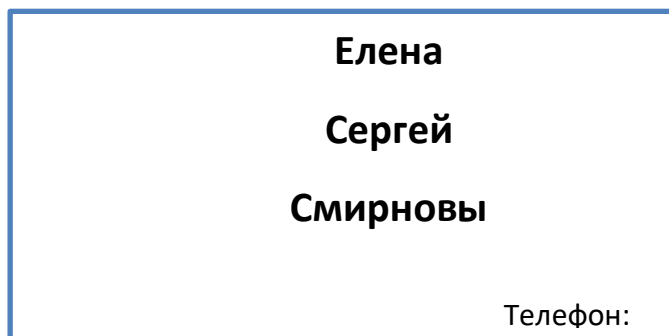 Елена
Сергей
Смирновы
Телефон: